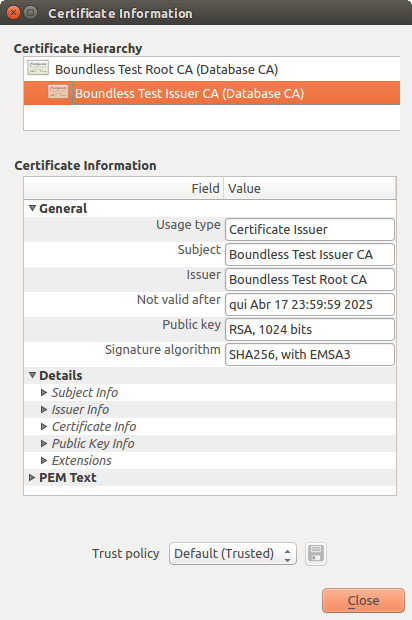 Certificate Information
Certificate Hierarchy
Boundless Test Root CA (Database CA)
Boundless Test Issuer CA (Database CA)
Certificate Information
Field Value
General
Usage type Certificate Issuer
Subject Boundless Test Issuer CA
Issuer Boundless Test Root CA
Not valid after qui Abr 17 23:59:59 2025
Public key RSA, 1024 bits
Signature algorithm SHA256, with EMSA3
Details
Subject Info
Issuer Info
Certificate Info
Public Key Info
Extensions
PEM Text
Trust policy Default (Trusted)
Close